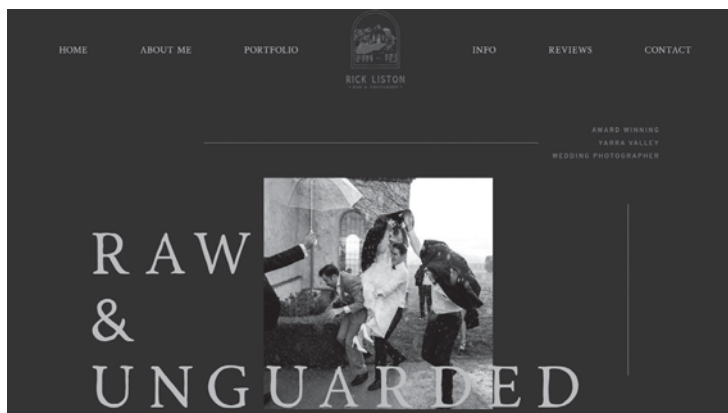 HOME
ABOUT ME
PORTFOLIO
RICK LISTON
INFO
REVIEWS
CONTACT
AWARD WINNING
YARRA VALLEY
WEDDING PHOTOGRAPHER
RAW
&
UNGUARDED